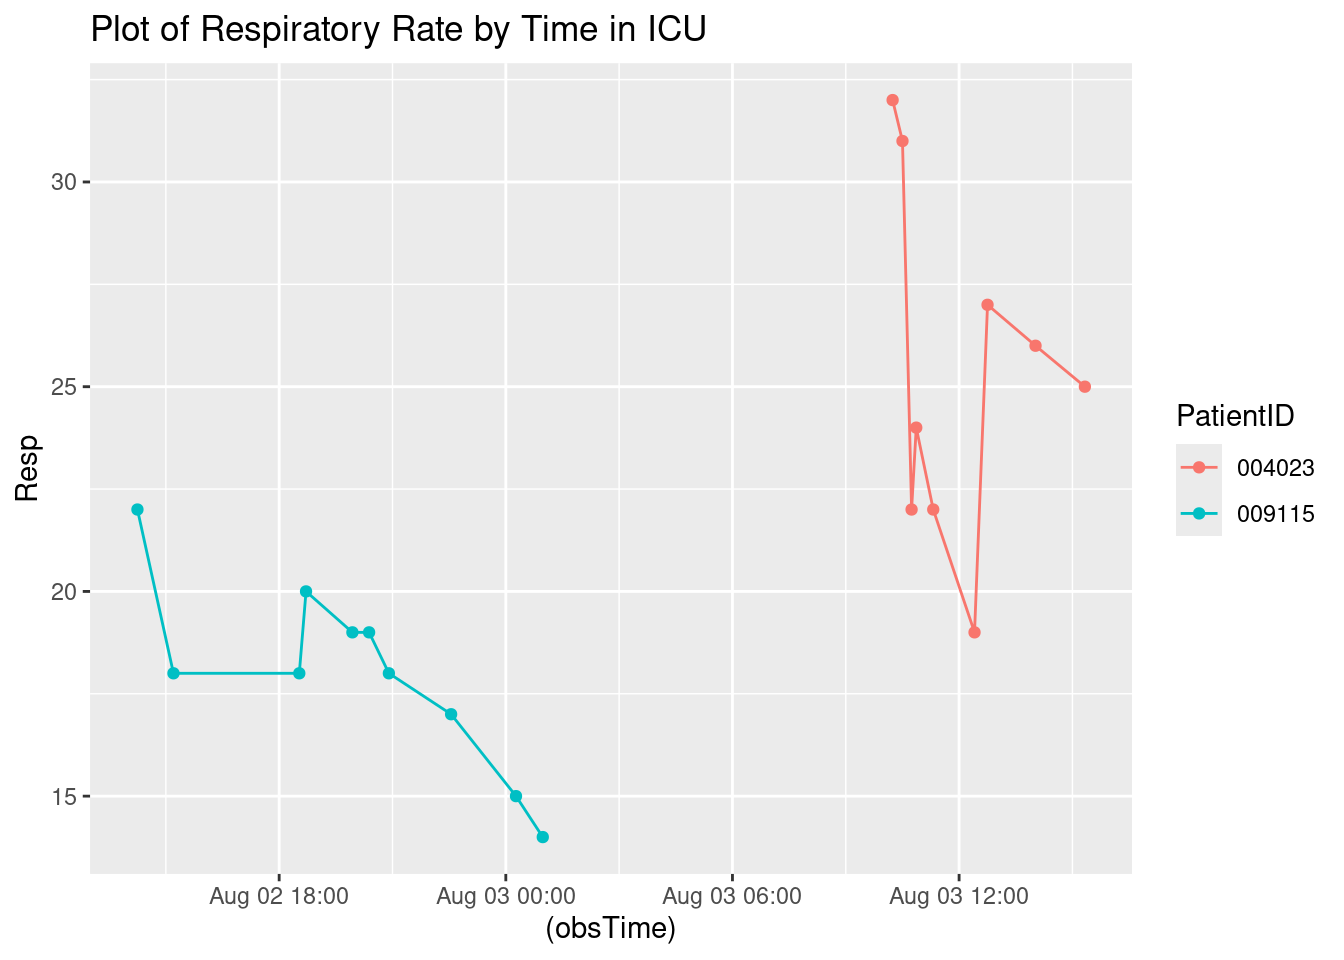 Plot of Respiratory Rate by Time in ICU
Resp
30
25
20
15
Aug 02 18:00 Aug 03 00:00 Aug 03 06:00 Aug 03 12:00
(obsTime)
PatientID
004023
009115